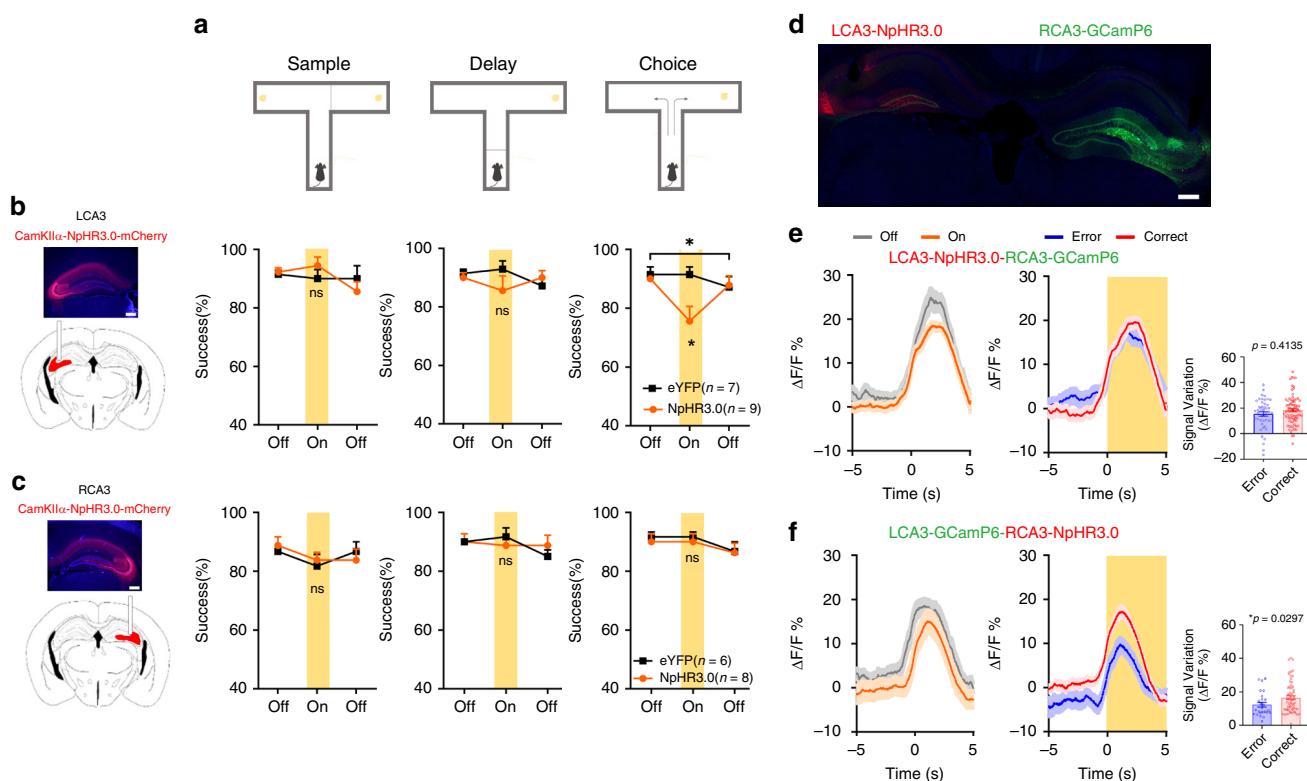 a
Sample
Delay
Choice
b
LCA3
CamKIIα-NpHR3.0-mCherry
Success(%)
100
80
60
40
ns
Off
On
Off
Success(%)
100
80
60
40
ns
Off
On
Off
Success(%)
100
80
60
40
*
*
eYFP(n = 7)
NpHR3.0(n = 9)
Off
On
Off
c
RCA3
CamKIIα-NpHR3.0-mCherry
Success(%)
100
80
60
40
ns
Off
On
Off
Success(%)
100
80
60
40
ns
Off
On
Off
Success(%)
100
80
60
40
ns
eYFP(n = 6)
NpHR3.0(n = 8)
Off
On
Off
d
LCA3-NpHR3.0
RCA3-GCamP6
e
Off
On
Error
Correct
LCA3-NpHR3.0-RCA3-GCamP6
ΔF/F %
30
20
10
0
−10
−5
0
5
Time (s)
ΔF/F %
30
20
10
0
−10
−5
0
5
Time (s)
p = 0.4135
Signal Variation
(ΔF/F %)
60
40
20
0
−20
Error
Correct
f
LCA3-GCamP6-RCA3-NpHR3.0
ΔF/F %
30
20
10
0
−10
−5
0
5
Time (s)
ΔF/F %
30
20
10
0
−10
−5
0
5
Time (s)
*p = 0.0297
Signal Variation
(ΔF/F %)
60
40
20
0
Error
Correct